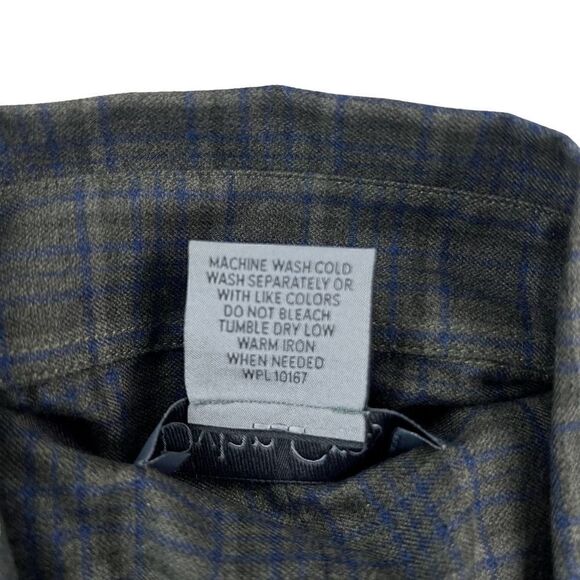 MACHINE WASH COLD
WASH SEPARATELY OR
WITH LIKE COLORS
DO NOT BLEACH
TUMBLE DRY LOW
WARM IRON
WHEN NEEDED
WPL 10167